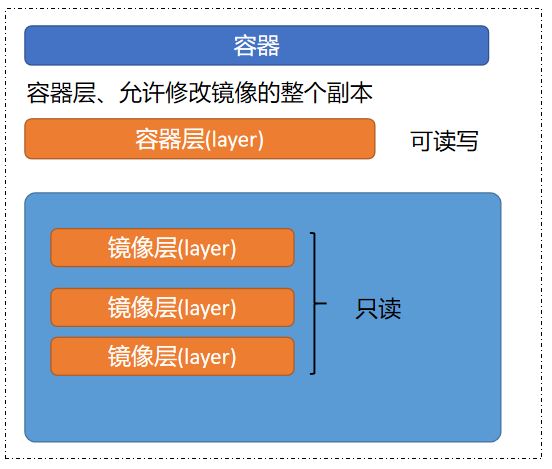 容器
容器层、允许修改镜像的整个副本
容器层(layer)
可读写
镜像层(layer)
镜像层(layer)
只读
镜像层(layer)